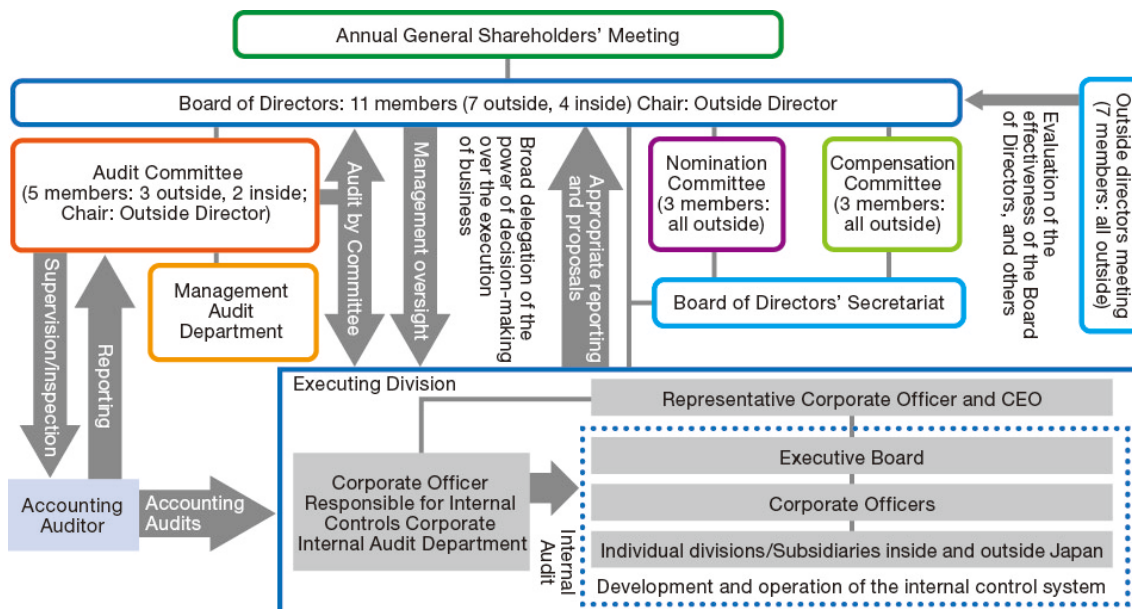 Annual General Shareholders' Meeting
Board of Directors: 11 members (7 outside, 4 inside) Chair: Outside Director
Audit Committee
(5 members: 3 outside, 2 inside;
Chair: Outside Director)
Management
Audit
Department
Supervision/inspection
Reporting
Accounting
Auditor
Accounting
Audits
Audit by Committee
Management oversight
Broad delegation of the
power of decision-making
over the execution
of business
Appropriate reporting
and proposals
Nomination
Committee
(3 members:
all outside)
Compensation
Committee
(3 members:
all outside)
Board of Directors' Secretariat
Evaluation of the
effectiveness of the Board
of Directors, and others
Outside directors meeting
(7 members: all outside)
Executing Division
Representative Corporate Officer and CEO
Corporate Officer
Responsible for Internal
Controls Corporate
Internal Audit Department
Internal
Audit
Executive Board
Corporate Officers
Individual divisions/Subsidiaries inside and outside Japan
Development and operation of the internal control system